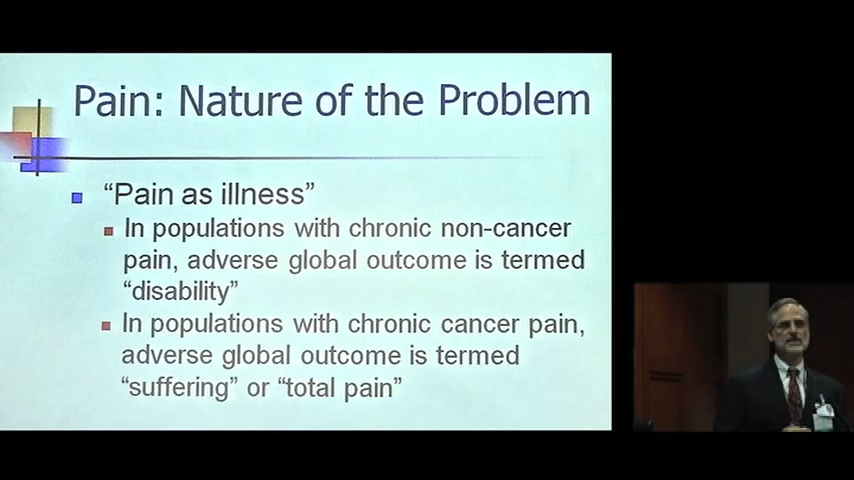 Pain: Nature of the Problem
“Pain as illness”
In populations with chronic non-cancer
pain, adverse global outcome is termed
“disability”
In populations with chronic cancer pain,
adverse global outcome is termed
“suffering” or “total pain”